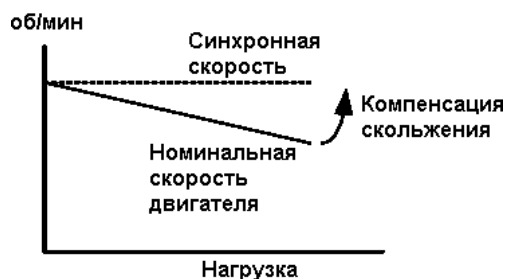 об/мин
Синхронная
скорость
Компенсация
скольжения
Номинальная
скорость
двигателя
Нагрузка